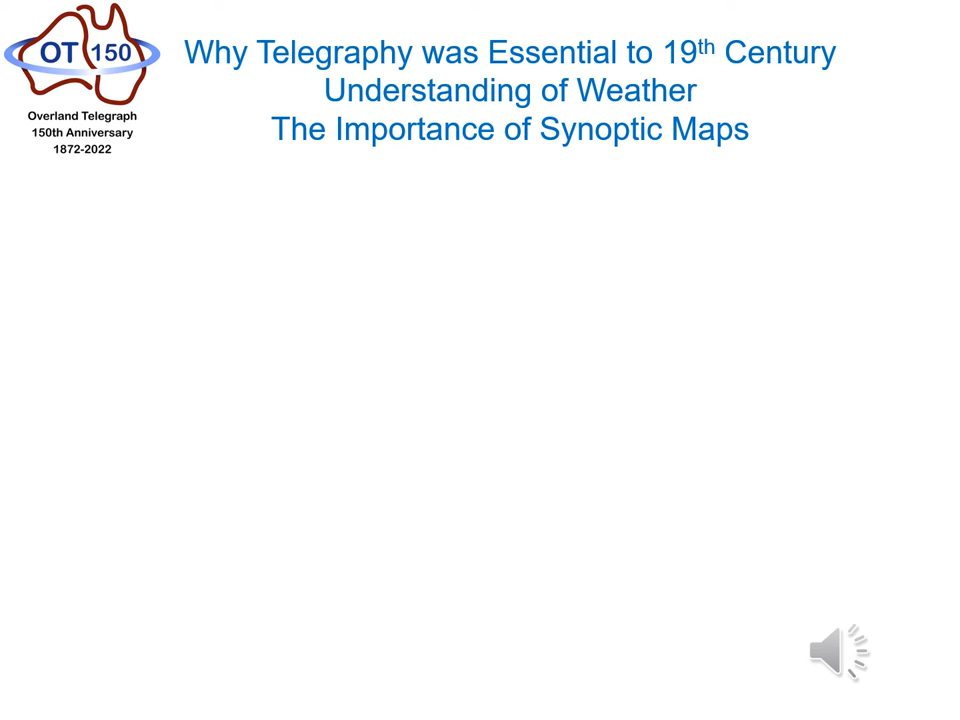 OT 150
Overland Telegraph
150th Anniversary
1872-2022
Why Telegraphy was Essential to 19th Century
Understanding of Weather
The Importance of Synoptic Maps